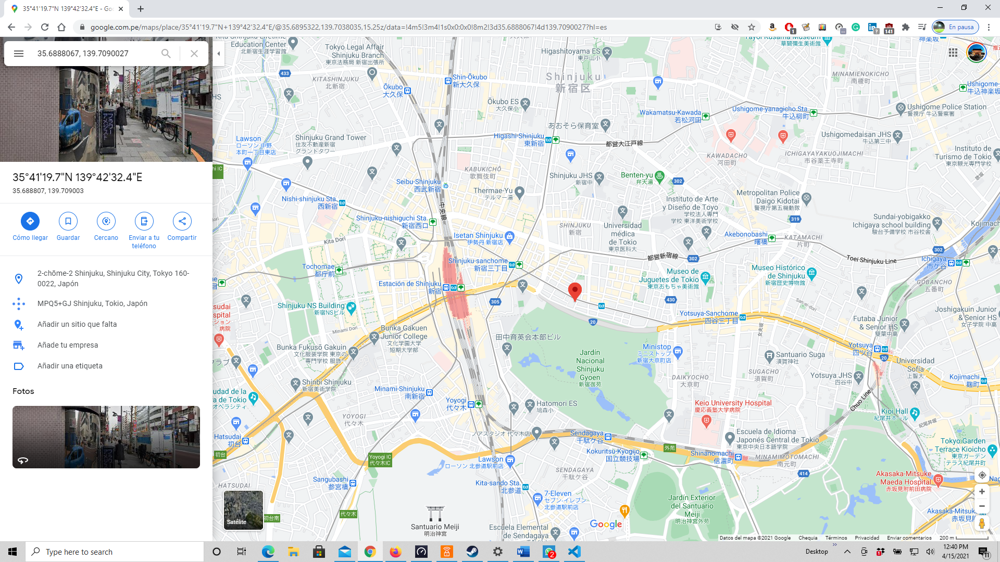 35°41'19.7"N 139°42'32.4"E - Goo
google.com.pe/maps/place/35°41'19.7"N+139°42'32.4"E/@35.6895322,139.7038035,15.25z/data=!4m5!3m4!1s0x0:0x0!8m2!3d35.6888067!4d139.7090027?hl=es
En pausa
35.6888067, 139.7090027
フラワー
アメジスト
35°41'19.7"N 139°42'32.4"E
35.688807, 139.709003
Cómo llegar
Guardar
Cercano
Enviar a tu
teléfono
Compartir
2-chōme-2 Shinjuku, Shinjuku City, Tokyo 160-
0022, Japón
MPQ5+GJ Shinjuku, Tokio, Japón
Añadir un sitio que falta
Añade tu empresa
Añadir una etiqueta
Fotos
Education Center
北新宿生涯学習館
Tokyo Legal Affair
Shinjuku Branch
東京法務局 新宿出張所
Higashitoyama ES
東戸山小
Shinjuku
新宿区
草間彌生美術館
神楽坂
433
KITASHINJUKU
北新宿
Ōkubo
大久保
Shin-Ōkubo
新大久保
MINAMIENOKICHO
南榎町
Ushigome-
牛込神楽坂
Ōkubo ES
大久保小
Wakamatsu-Kawada
若松河田
Ushigome-yanagicho Sta.
牛込柳町
Ushigome Police Station
警視庁 牛込警察署
あおぞら保育室
Lawson
ローソン 中野
本町一丁目東店
Shinjuku Grand Tower
住友不動産新宿
グランドタワー
Higashi-Shinjuku
東新宿
都営大江戸線
Ushigomedaisan JHS
牛込第三中
KAWADACHO
河田町
ICHIGAYAYAKUOJIMACHI
市谷薬王寺町
Instituto de
Turismo de Tokio
東京観光専門学校
KABUKICHŌ
歌舞伎町
Shinjuku JHS
新宿中
Benten-yu
弁天湯
302
Seibu-Shinjuku
西武新宿
Thermae-Yu
テルマー湯
Nishi-shinjuku Sta.
西新宿
中央線
Instituto de Arte
y Diseño de Toyo
学校法人専門
学校 東洋美術学校
Metropolitan Police
Daigo Kidotai
警視庁第五機動隊
Shinjuku-nishiguchi Sta.
新宿西口
SHINJUKU
新宿
Universidad
médica
de Tokio
東京医科大
319
Sundai-yobigakko
Ichigaya school building
駿台予備学校 市谷校舎
Kojimach
Kita Dori
Isetan Shinjuku
伊勢丹 新宿店
Akebonobashi
曙橋
KATAMACHI
片町
302
Shinjuku-sanchome
新宿三丁目
都営新宿線
302
Toei Shinjuku Line
Ichigaya
市ケ谷
Tochomae
都庁前
Estación de Shinjuku
新宿
Museo de
Juguetes de Tokio
東京おもちゃ美術館
Museo Histórico
de Shinjuku
新宿歴史博物館
GOBANCHO
五番町
Shinjuku NS Building
新宿NSビル
305
430
San-ei-dori
Minami Dori
20
Yotsuya-Sanchome
四谷三丁目
Joshigakuin Junior
& Senior HS
女子学院 中高
Futaba Junior
& Senior HS
雙葉中高
Bunka Gakuen
Junior College
文化学園大学
短期大学部
田中育英会本部ビル
Bunka Fukusō Gakuin
文化服装学院 東京の
専門学校 服飾
Ministop
ミニストップ
新宿大京町店
Yotsuya
四ツ谷
20
Jardín
Nacional
Shinjuku
Gyoen
新宿御苑
Santuario Suga
須賀神社
Universidad
Sofía
上智大
SUGACHO
須賀町
DAIKYOCHO
大京町
Yotsuya JHS
四谷中
Kojimachi
麹町
Shinbi Shinjuku
新宿美術学院
Minami-Shinjuku
南新宿
Yoyogi
代々木
Hatomori ES
鳩森小
Keio University Hospital
慶応義塾大学病院
Chuo Line
Kioi Hall
紀尾井ホール
紀尾井坂
YOYOGI
代々木
Hatsudai
初台
ノアスタジオ 代々木店
Sendagaya
千駄ケ谷
Escuela de Idioma
Japonés Central de Tokio
東京中央日本語学院
Tokyo Garden
Terrace Kioicho
東京ガーデン
テラス紀尾井町
Kokuritsu-Kyogijo
国立競技場
外苑
Shinanomachi
信濃町
MINAMIMOTOMACHI
南元町
初台
Yoyogi IC
代々木IC
Lawson
ローソン 北参道駅前店
SENDAGAYA
千駄ケ谷
414
Akasaka-Mitsuke
Maeda Hospital
赤坂見附前田病院
Sangubashi
参宮橋
HATSUDAI
Kita-sando Sta.
北参道
7-Eleven
セブン-イレブン
北参道駅前店
Jardín Exterior
del Santuario
Meiji
明治神宮外苑
代々木
初台南
Satélite
Santuario Meiji
明治神宮
Google
Escuela Elemental
de Sendagaya
Akasaka-Mitsuk
赤坂見附
Datos del mapa ©2021 Google
Chequia
Términos
Privacidad
Enviar comentarios
200 m
Type here to search
Desktop
12:40 PM
4/15/2021